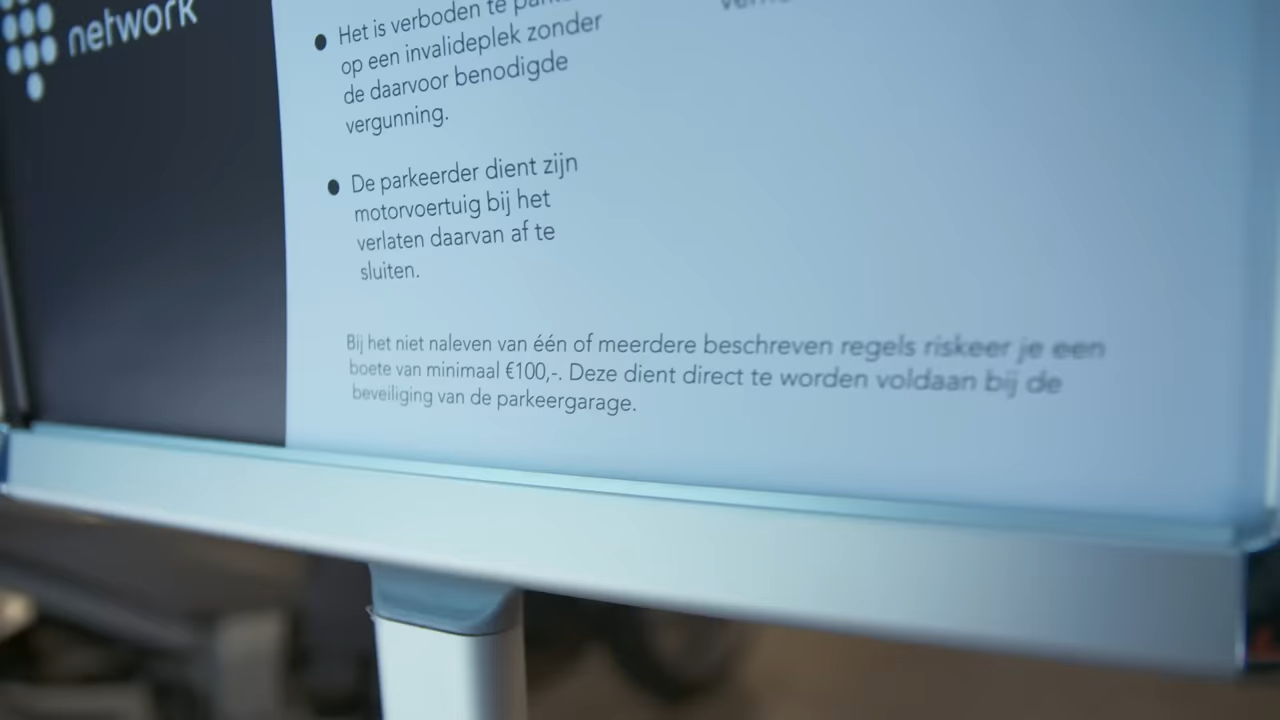 network
Het is verboden te
op een invalideplek zonder
de daarvoor benodigde
vergunning.
De parkeerder dient zijn
motorvoertuig bij het
verlaten daarvan af te
sluiten.
Bij het niet naleven van één of meerdere beschreven regels riskeer je een
boete van minimaal €100,-. Deze dient direct te worden voldaan bij de
beveiliging van de parkeergarage.